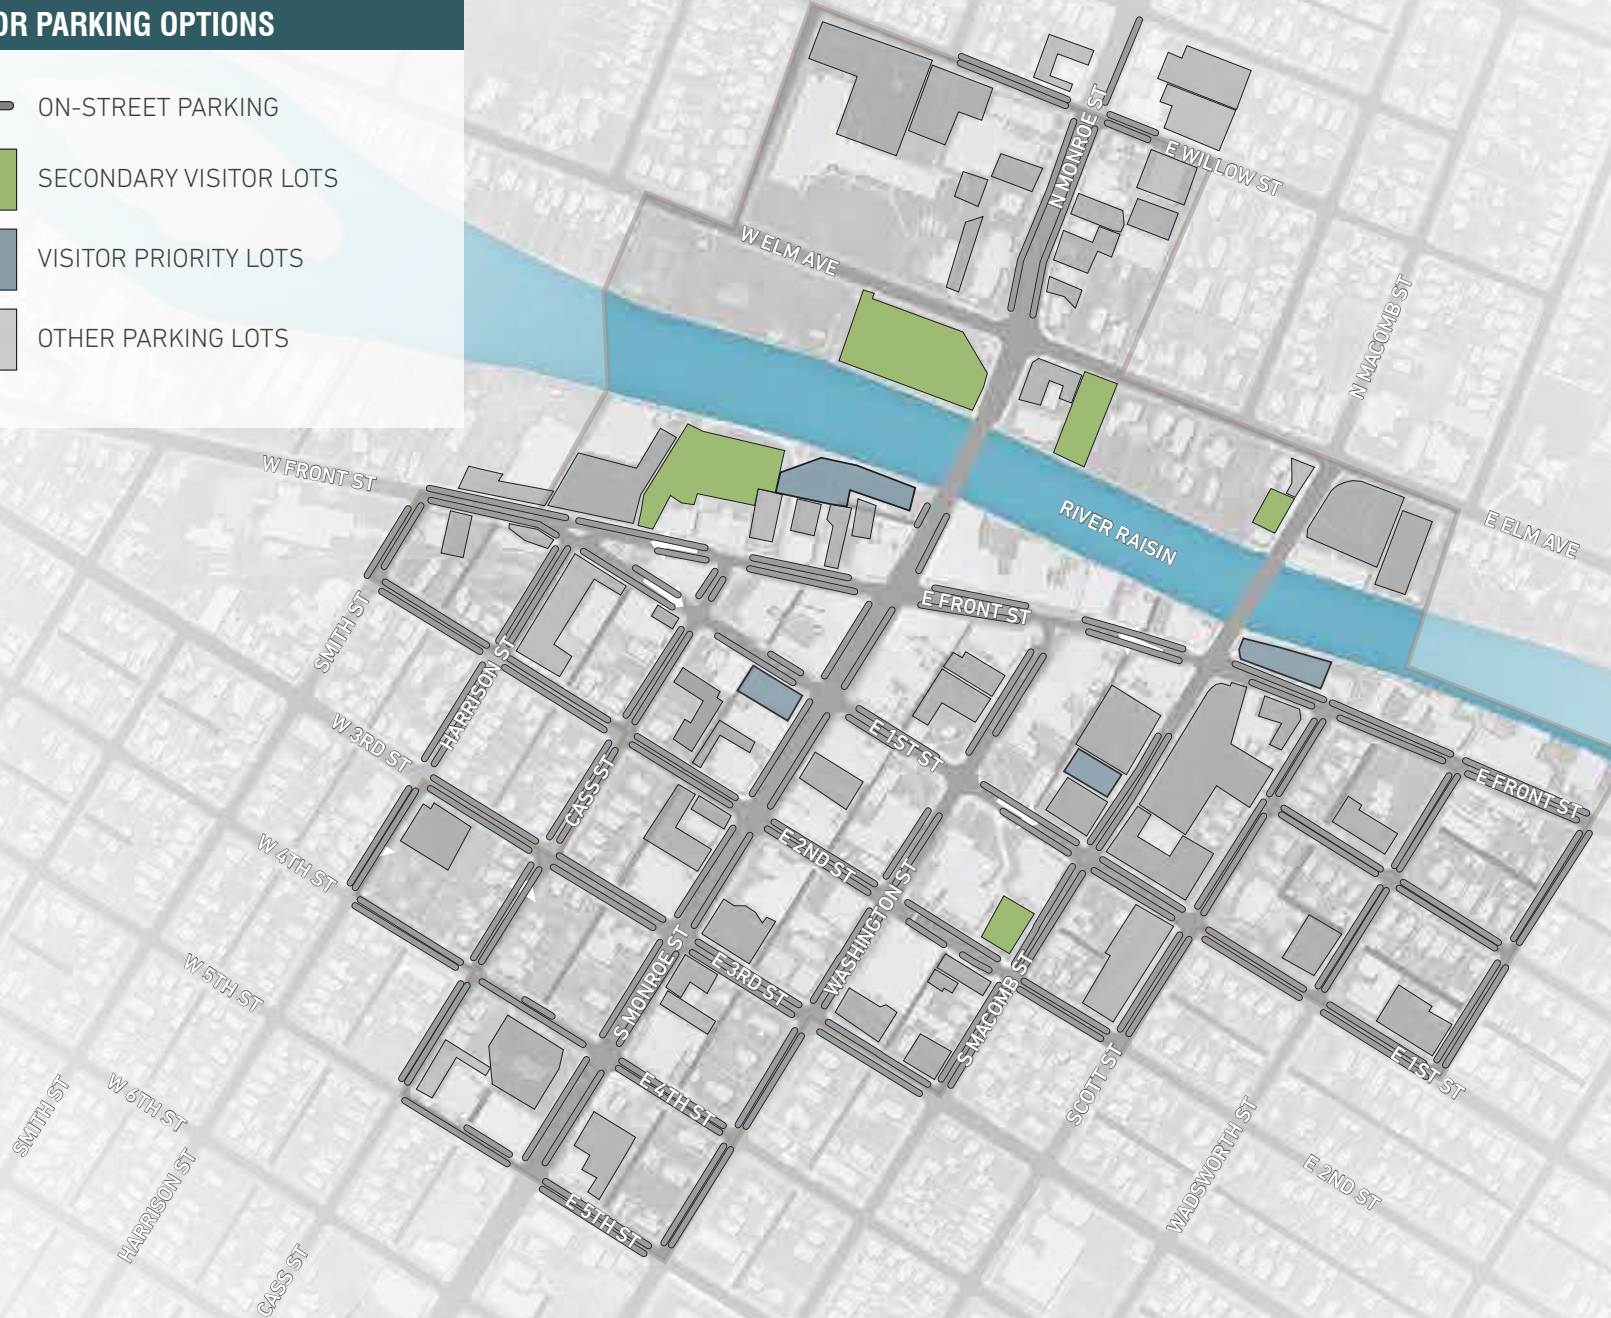 OR PARKING OPTIONS
ON-STREET PARKING
SECONDARY VISITOR LOTS
VISITOR PRIORITY LOTS
OTHER PARKING LOTS
N MONROE ST
E WILLOW ST
W ELM AVE
N MACOMB ST
W FRONT ST
RIVER RAISIN
E ELM AVE
E FRONT ST
SMITH ST
HARRISON ST
W 3RD ST
E 1ST ST
E FRONT ST
CASS ST
W 4TH ST
E 2ND ST
WASHINGTON ST
W 5TH ST
S MONROE ST
E 3RD ST
S MACOMB ST
E 1ST ST
SMITH ST
W 6TH ST
E 4TH ST
SCOTT ST
HARRISON ST
WADSWORTH ST
E 2ND ST
E 5TH ST
CASS ST